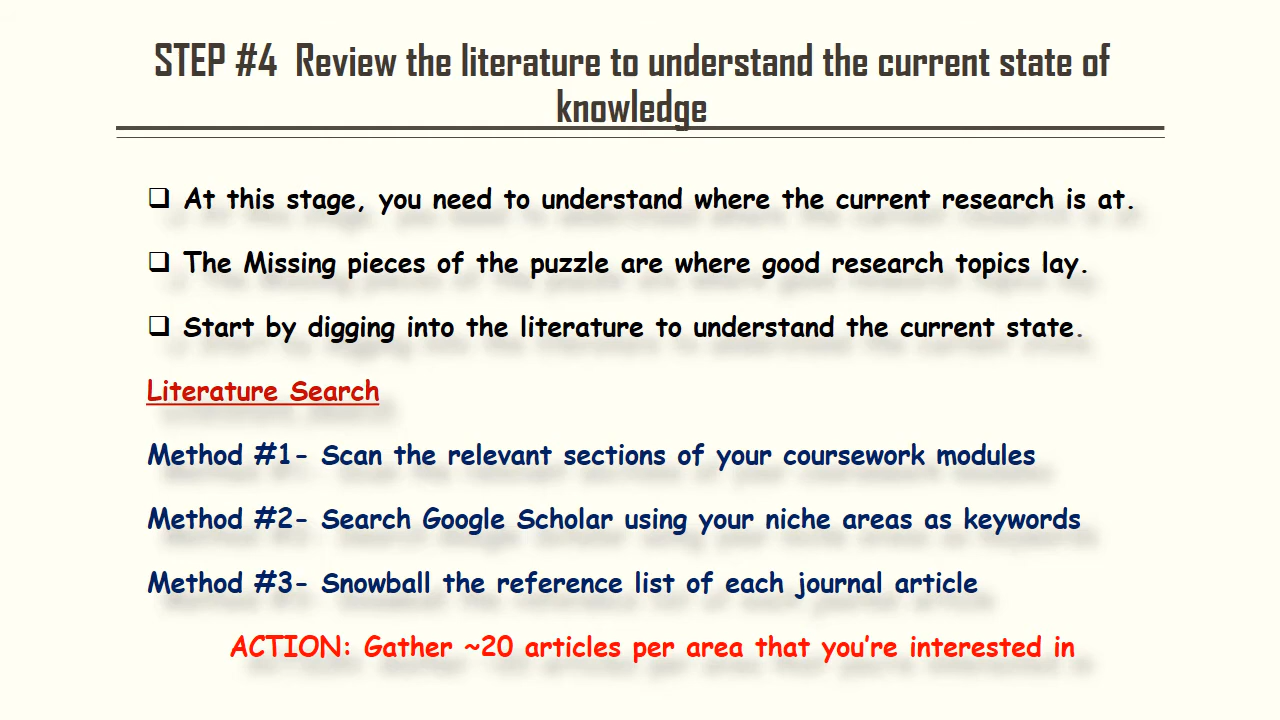 STEP #4 Review the literature to understand the current state of
knowledge
❑ At this stage, you need to understand where the current research is at.
❑ The Missing pieces of the puzzle are where good research topics lay.
❑ Start by digging into the literature to understand the current state.
Literature Search
Method #1- Scan the relevant sections of your coursework modules
Method #2- Search Google Scholar using your niche areas as keywords
Method #3- Snowball the reference list of each journal article
ACTION: Gather ~20 articles per area that you’re interested in